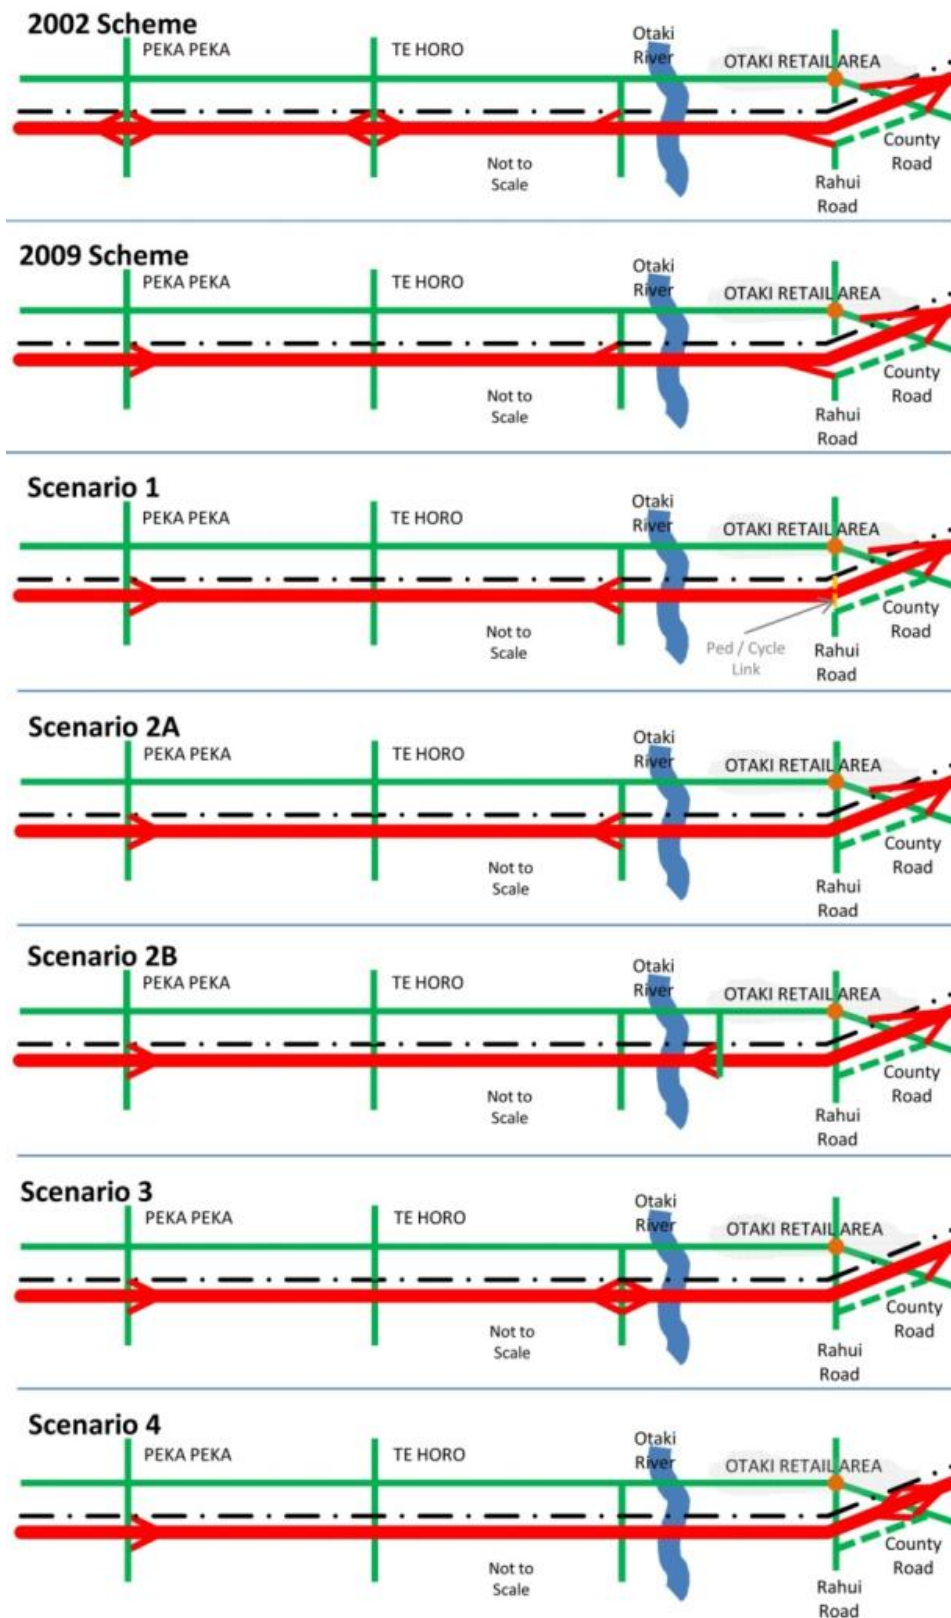 2002 Scheme
PEKA PEKA
TE HORO
Otaki
River
OTAKI RETAIL AREA
Not to
Scale
County
Road
Rahui
Road
2009 Scheme
PEKA PEKA
TE HORO
Otaki
River
OTAKI RETAIL AREA
Not to
Scale
County
Road
Rahui
Road
Scenario 1
PEKA PEKA
TE HORO
Otaki
River
OTAKI RETAIL AREA
Not to
Scale
Ped / Cycle
Link
County
Road
Rahui
Road
Scenario 2A
PEKA PEKA
TE HORO
Otaki
River
OTAKI RETAIL AREA
Not to
Scale
County
Road
Rahui
Road
Scenario 2B
PEKA PEKA
TE HORO
Otaki
River
OTAKI RETAIL AREA
Not to
Scale
County
Road
Rahui
Road
Scenario 3
PEKA PEKA
TE HORO
Otaki
River
OTAKI RETAIL AREA
Not to
Scale
County
Road
Rahui
Road
Scenario 4
PEKA PEKA
TE HORO
Otaki
River
OTAKI RETAIL AREA
Not to
Scale
County
Road
Rahui
Road